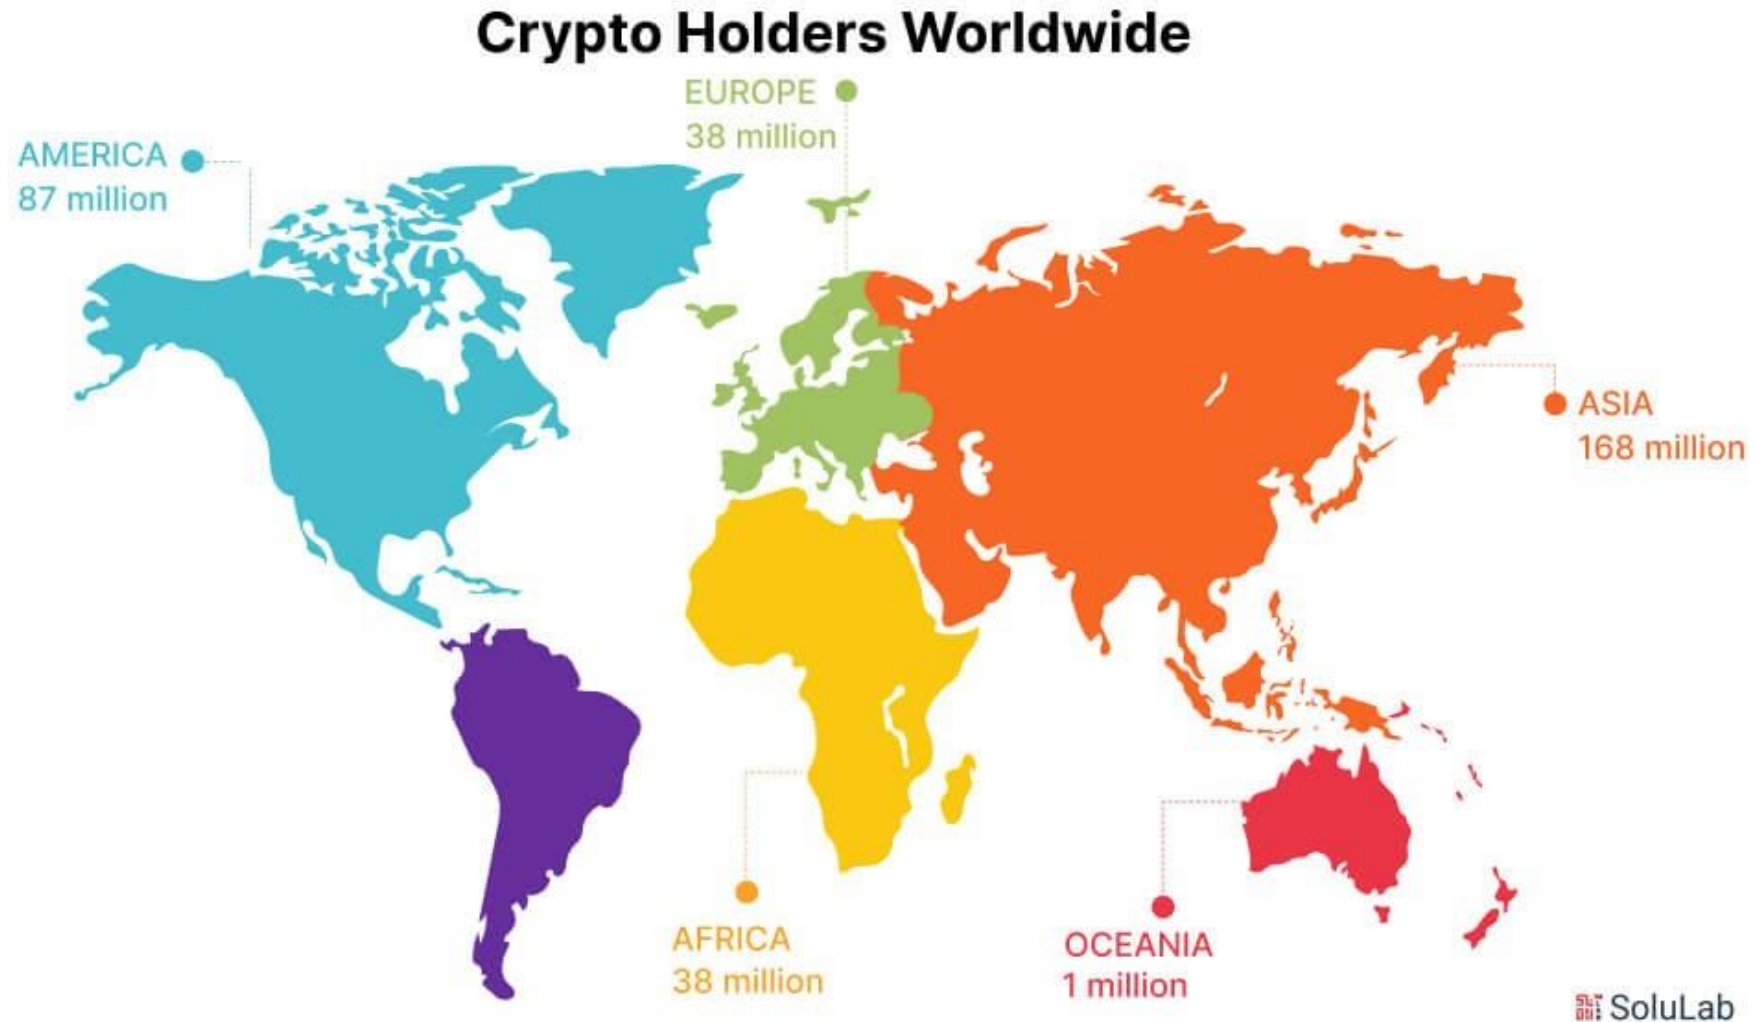 Crypto Holders Worldwide
EUROPE
38 million
AMERICA
87 million
ASIA
168 million
AFRICA
38 million
OCEANIA
1 million
SoluLab